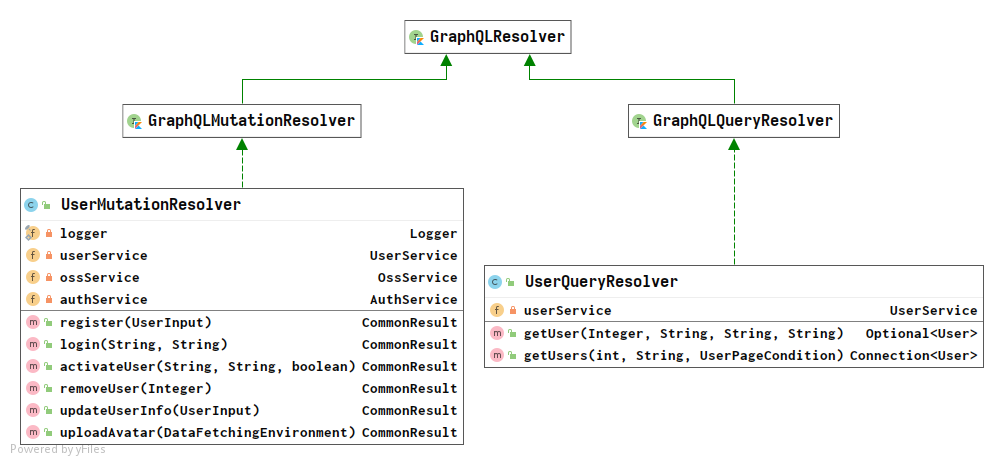 GraphQLResolver
GraphQLMutationResolver
GraphQLQueryResolver
UserMutationResolver
logger Logger
userService UserService
ossService OssService
authService AuthService
register(UserInput) CommonResult
login(String, String) CommonResult
activateUser(String, String, boolean) CommonResult
removeUser(Integer) CommonResult
updateUserInfo(UserInput) CommonResult
uploadAvatar(DataFetchingEnvironment) CommonResult
UserQueryResolver
userService UserService
getUser(Integer, String, String, String) Optional<User>
getUsers(int, String, UserPageCondition) Connection<User>
Powered by yFiles